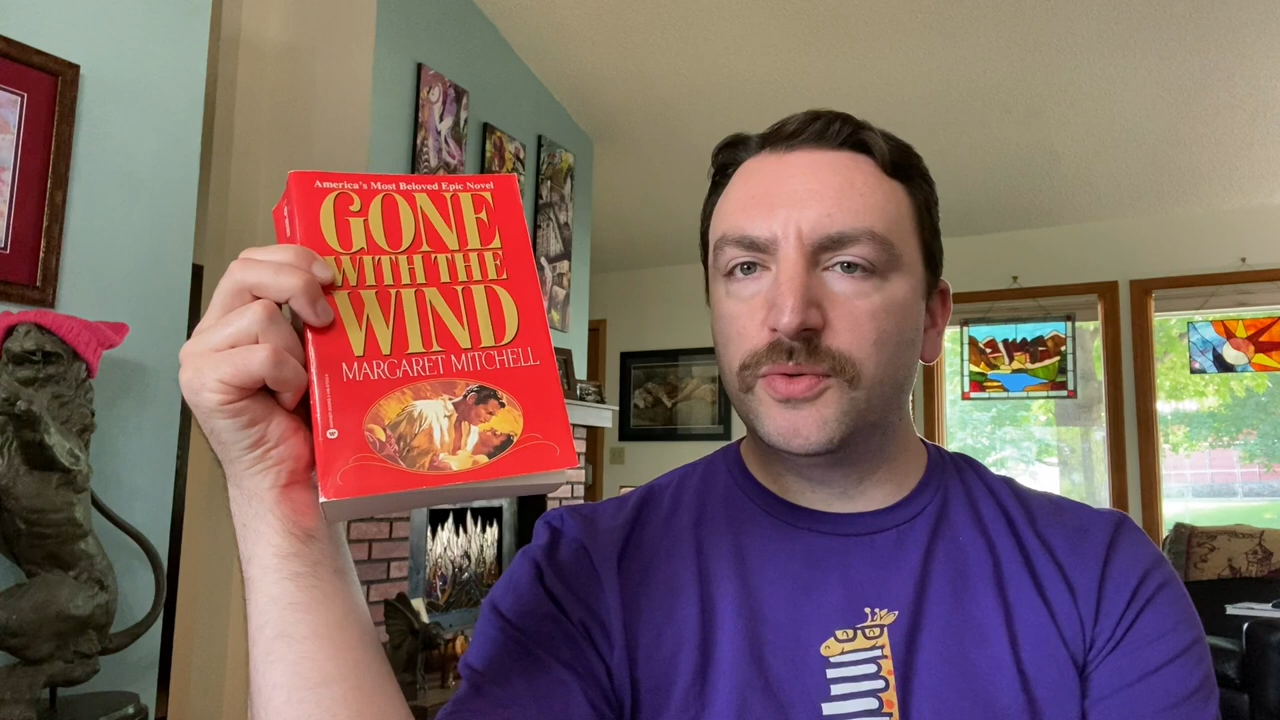 America's Most Beloved Epic Novel
GONE
WITH THE
WIND
MARGARET MITCHELL